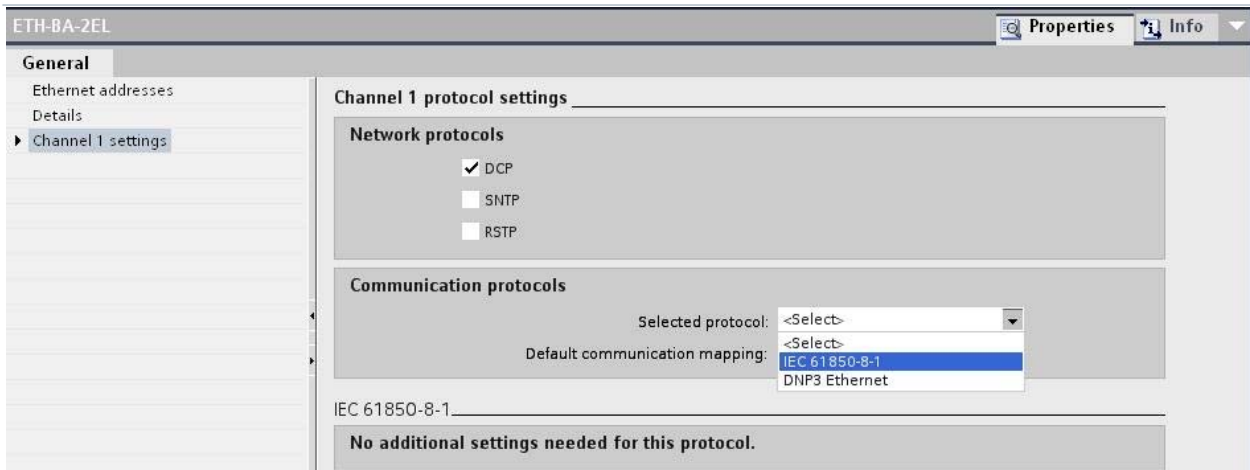 ETH-BA-2EL
Properties
Info
General
Ethernet addresses
Details
Channel 1 settings
Channel 1 protocol settings
Network protocols
DCP
SNTP
RSTP
Communication protocols
Selected protocol: <Select>
<Select>
Default communication mapping:
IEC 61850-8-1
DNP3 Ethernet
IEC 61850-8-1
No additional settings needed for this protocol.